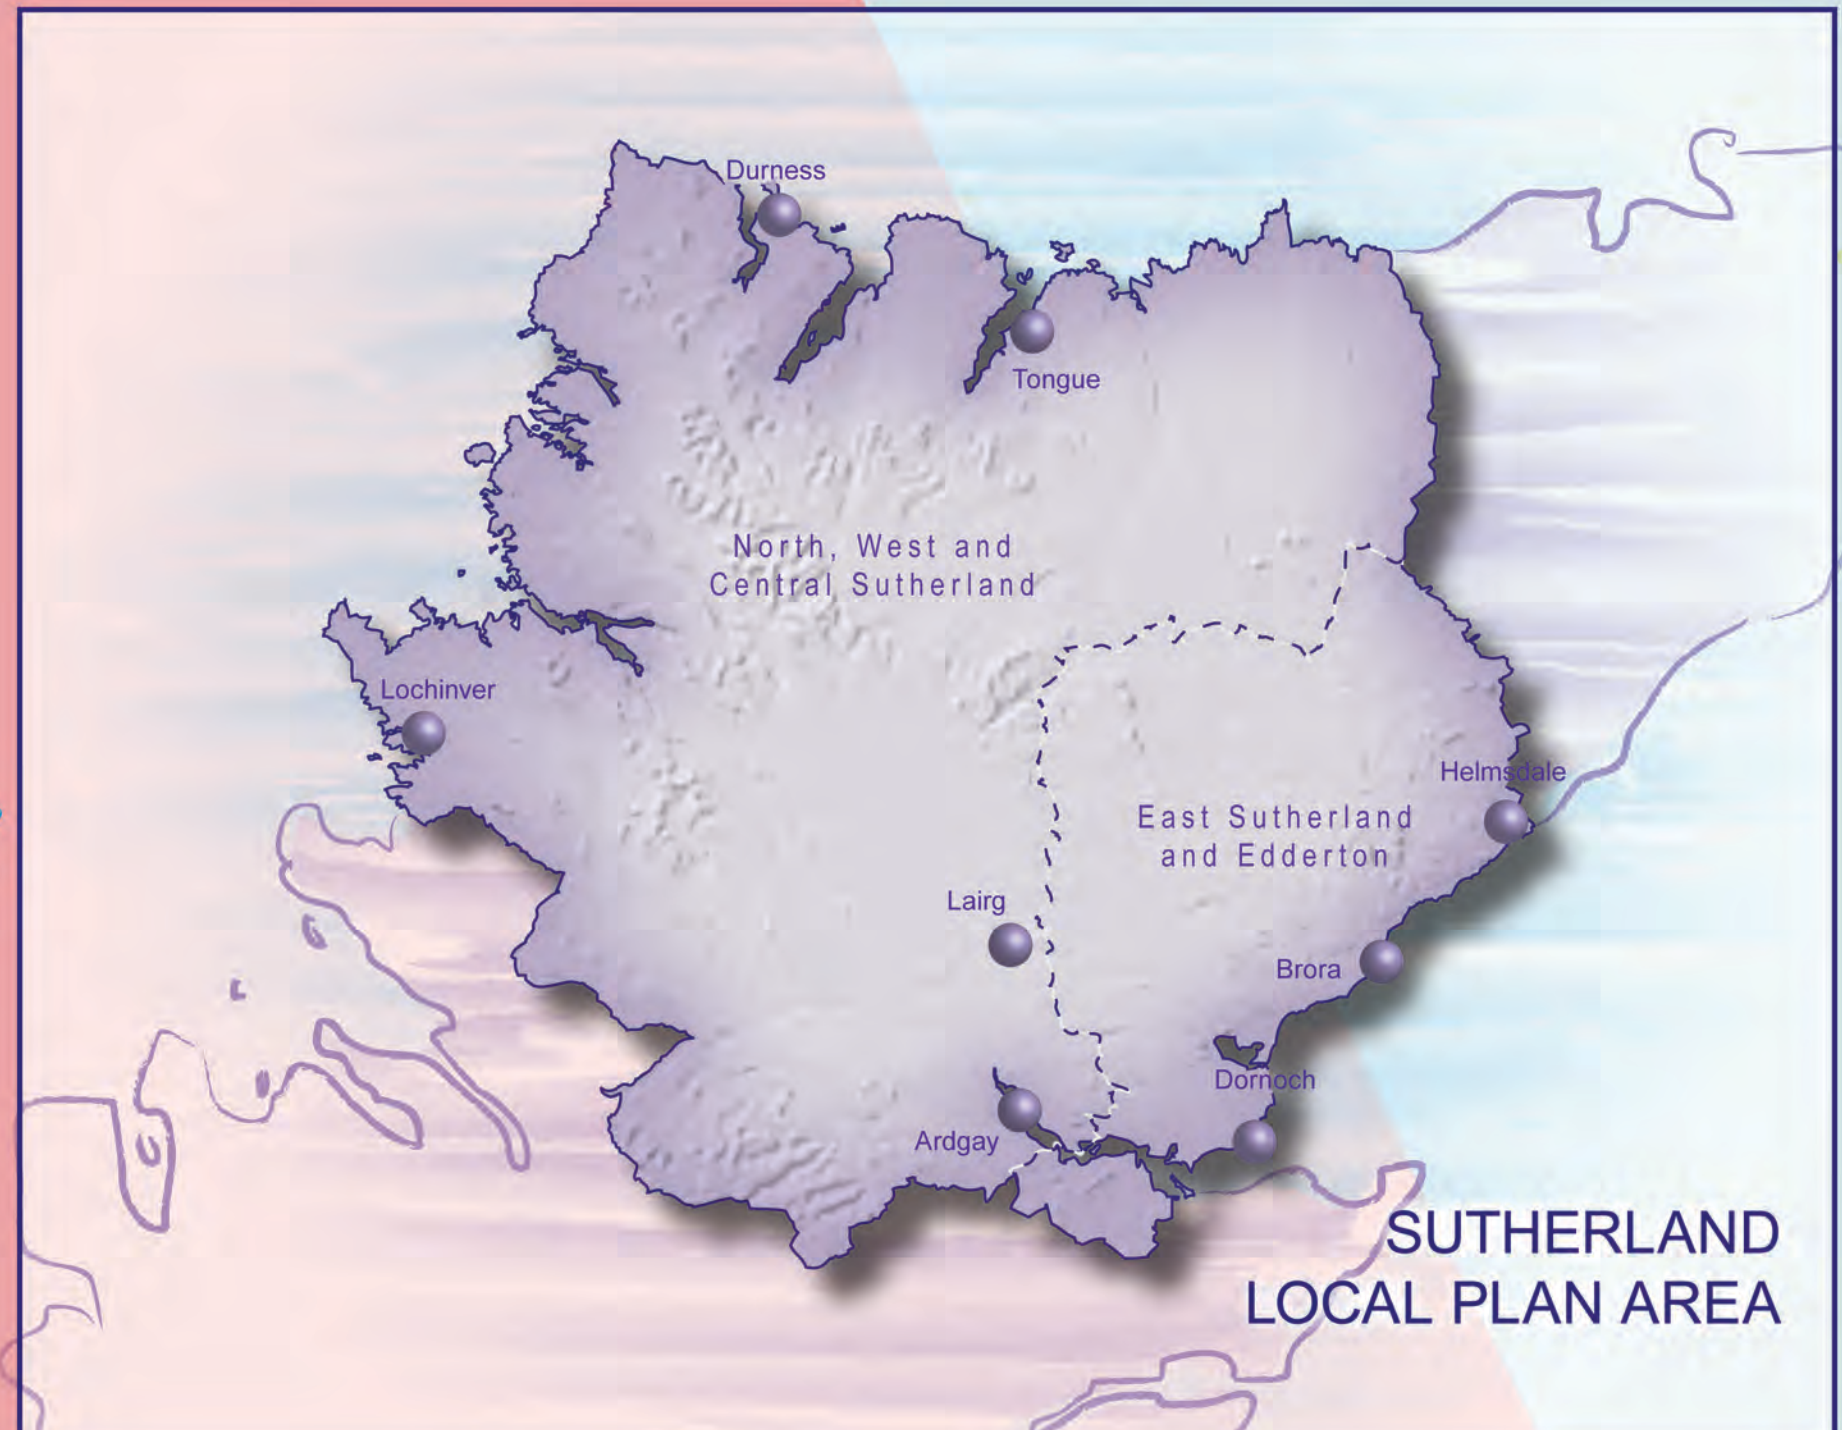 Durness
Tongue
North, West and
Central Sutherland
Lochinver
Helmsdale
East Sutherland
and Edderton
Lairg
Brora
Dornoch
Ardgay
SUTHERLAND
LOCAL PLAN AREA